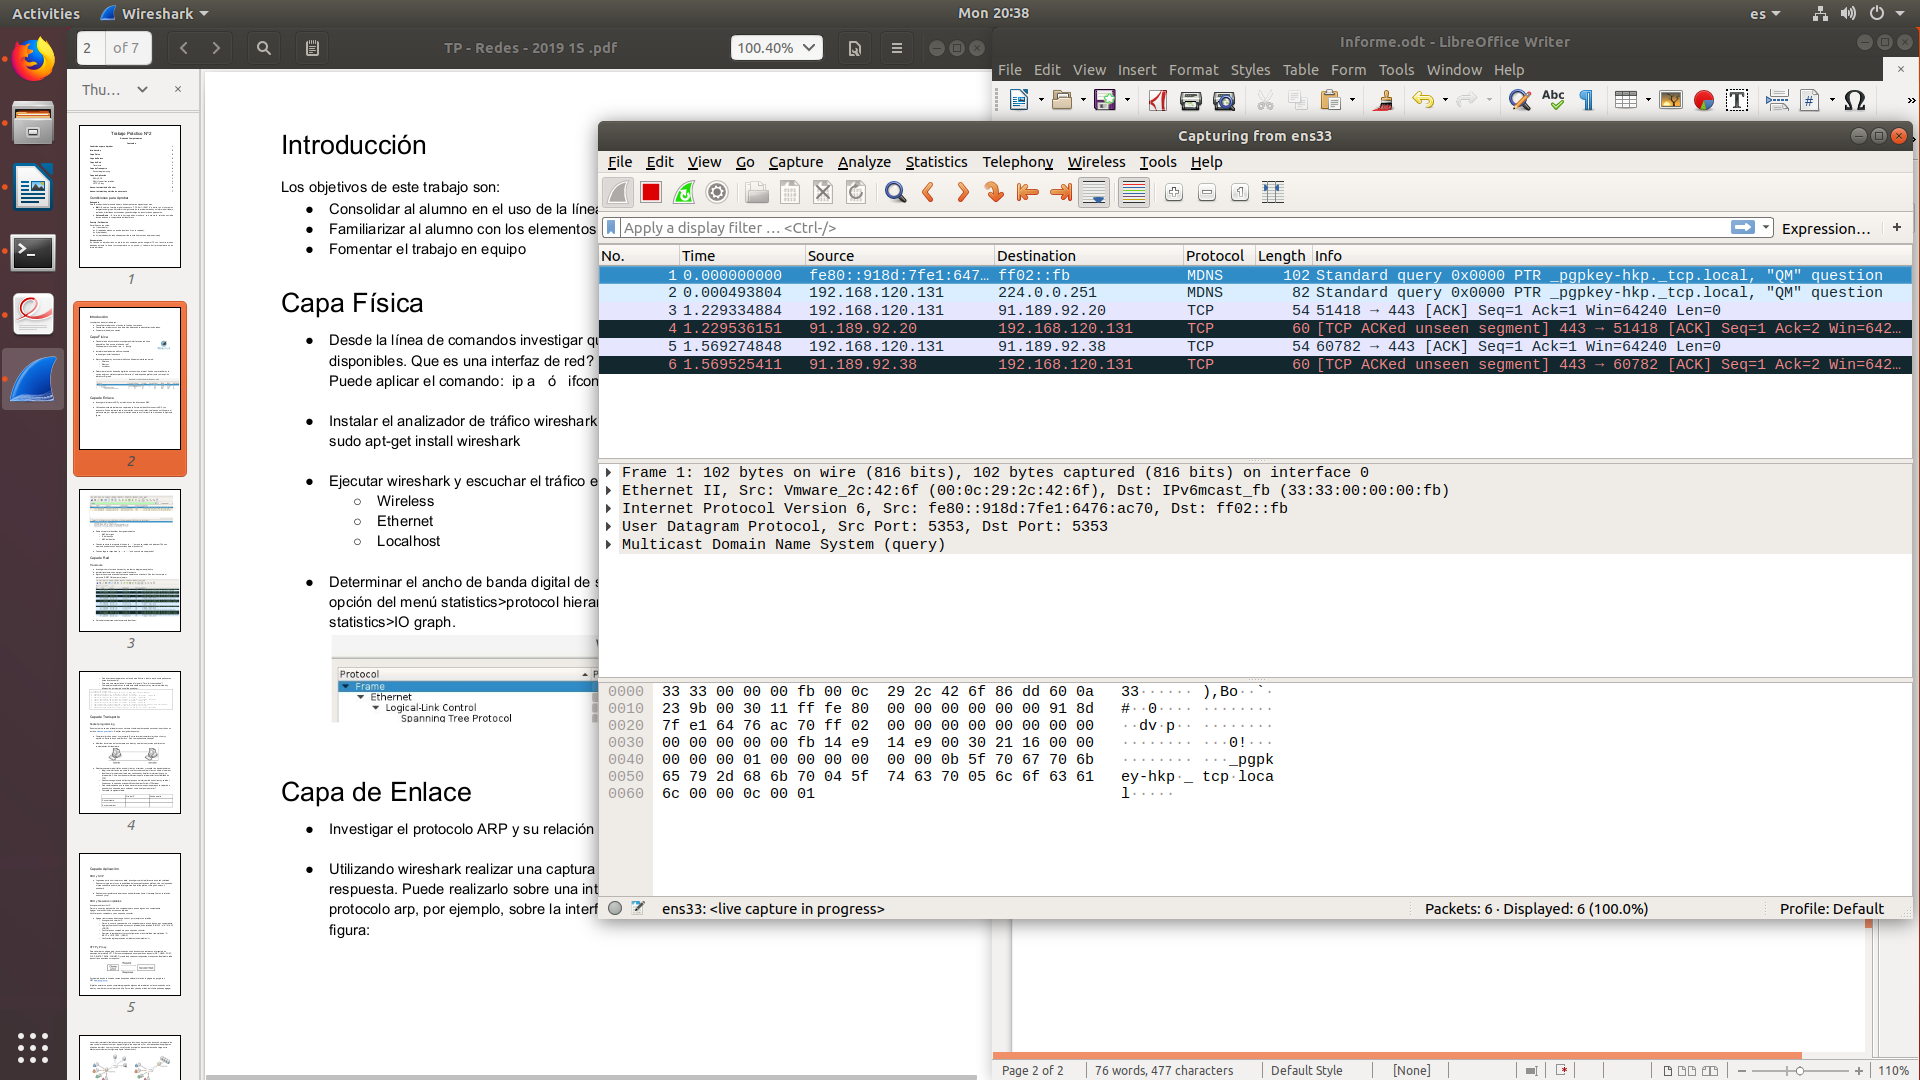 Activities
Wireshark
Mon 20:38
es
2
of 7
TP - Redes - 2019 1S .pdf
100.40%
Thu...
1
2
3
4
5
Introducción
Los objetivos de este trabajo son:
● Consolidar al alumno en el uso de la línea
● Familiarizar al alumno con los elementos
● Fomentar el trabajo en equipo
Capa Física
● Desde la línea de comandos investigar
disponibles. Que es una interfaz de red?
Puede aplicar el comando: ip a ó
● Instalar el analizador de tráfico wireshark
sudo apt-get install wireshark
● Ejecutar wireshark y escuchar el tráfico e
○ Wireless
○ Ethernet
○ Localhost
● Determinar el ancho de banda digital de s
opción del menú statistics>protocol
statistics>IO graph.
Protocol
Frame
Ethernet
Logical-Link Control
Spanning Tree Protocol
Capa de Enlace
● Investigar el protocolo ARP y su relación
● Utilizando wireshark realizar una captura
respuesta. Puede realizarlo sobre una int
protocolo arp, por ejemplo, sobre la interf
figura:
Informe.odt - LibreOffice Writer
File Edit View Insert Format Styles Table Form Tools Window Help
Capturing from ens33
File Edit View Go Capture Analyze Statistics Telephony Wireless Tools Help
Apply a display filter … <Ctrl-/>
Expression…
+
No. Time Source Destination Protocol Length Info
1 0.000000000 fe80::918d:7fe1:647… ff02::fb MDNS 102 Standard query 0x0000 PTR _pgpkey-hkp._tcp.local, "QM" question
2 0.000493804 192.168.120.131 224.0.0.251 MDNS 82 Standard query 0x0000 PTR _pgpkey-hkp._tcp.local, "QM" question
3 1.229334884 192.168.120.131 91.189.92.20 TCP 54 51418 → 443 [ACK] Seq=1 Ack=1 Win=64240 Len=0
4 1.229536151 91.189.92.20 192.168.120.131 TCP 60 [TCP ACKed unseen segment] 443 → 51418 [ACK] Seq=1 Ack=2 Win=642…
5 1.569274848 192.168.120.131 91.189.92.38 TCP 54 60782 → 443 [ACK] Seq=1 Ack=1 Win=64240 Len=0
6 1.569525411 91.189.92.38 192.168.120.131 TCP 60 [TCP ACKed unseen segment] 443 → 60782 [ACK] Seq=1 Ack=2 Win=642…
Frame 1: 102 bytes on wire (816 bits), 102 bytes captured (816 bits) on interface 0
Ethernet II, Src: Vmware_2c:42:6f (00:0c:29:2c:42:6f), Dst: IPv6mcast_fb (33:33:00:00:00:fb)
Internet Protocol Version 6, Src: fe80::918d:7fe1:6476:ac70, Dst: ff02::fb
User Datagram Protocol, Src Port: 5353, Dst Port: 5353
Multicast Domain Name System (query)
0000 33 33 00 00 00 fb 00 0c 29 2c 42 6f 86 dd 60 0a 33······ ),Bo··`·
0010 23 9b 00 30 11 ff fe 80 00 00 00 00 00 00 91 8d #··0···· ········
0020 7f e1 64 76 ac 70 ff 02 00 00 00 00 00 00 00 00 ··dv·p·· ········
0030 00 00 00 00 00 fb 14 e9 14 e9 00 30 21 16 00 00 ········ ···0!···
0040 00 00 00 01 00 00 00 00 00 00 0b 5f 70 67 70 6b ········ ···_pgpk
0050 65 79 2d 68 6b 70 04 5f 74 63 70 05 6c 6f 63 61 ey-hkp·_ tcp·loca
0060 6c 00 00 0c 00 01 l·····
ens33: <live capture in progress>
Packets: 6 · Displayed: 6 (100.0%)
Profile: Default
Page 2 of 2
76 words, 477 characters
Default Style
[None]
110%